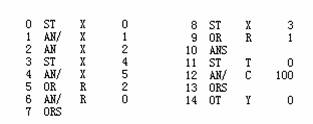 0 ST X 0
1 AN/ X 1
2 AN X 2
3 ST X 4
4 AN/ X 5
5 OR R 2
6 AN/ R 0
7 ORS
8 ST X 3
9 OR R 1
10 ANS
11 ST T 0
12 AN/ C 100
13 ORS
14 OT Y 0